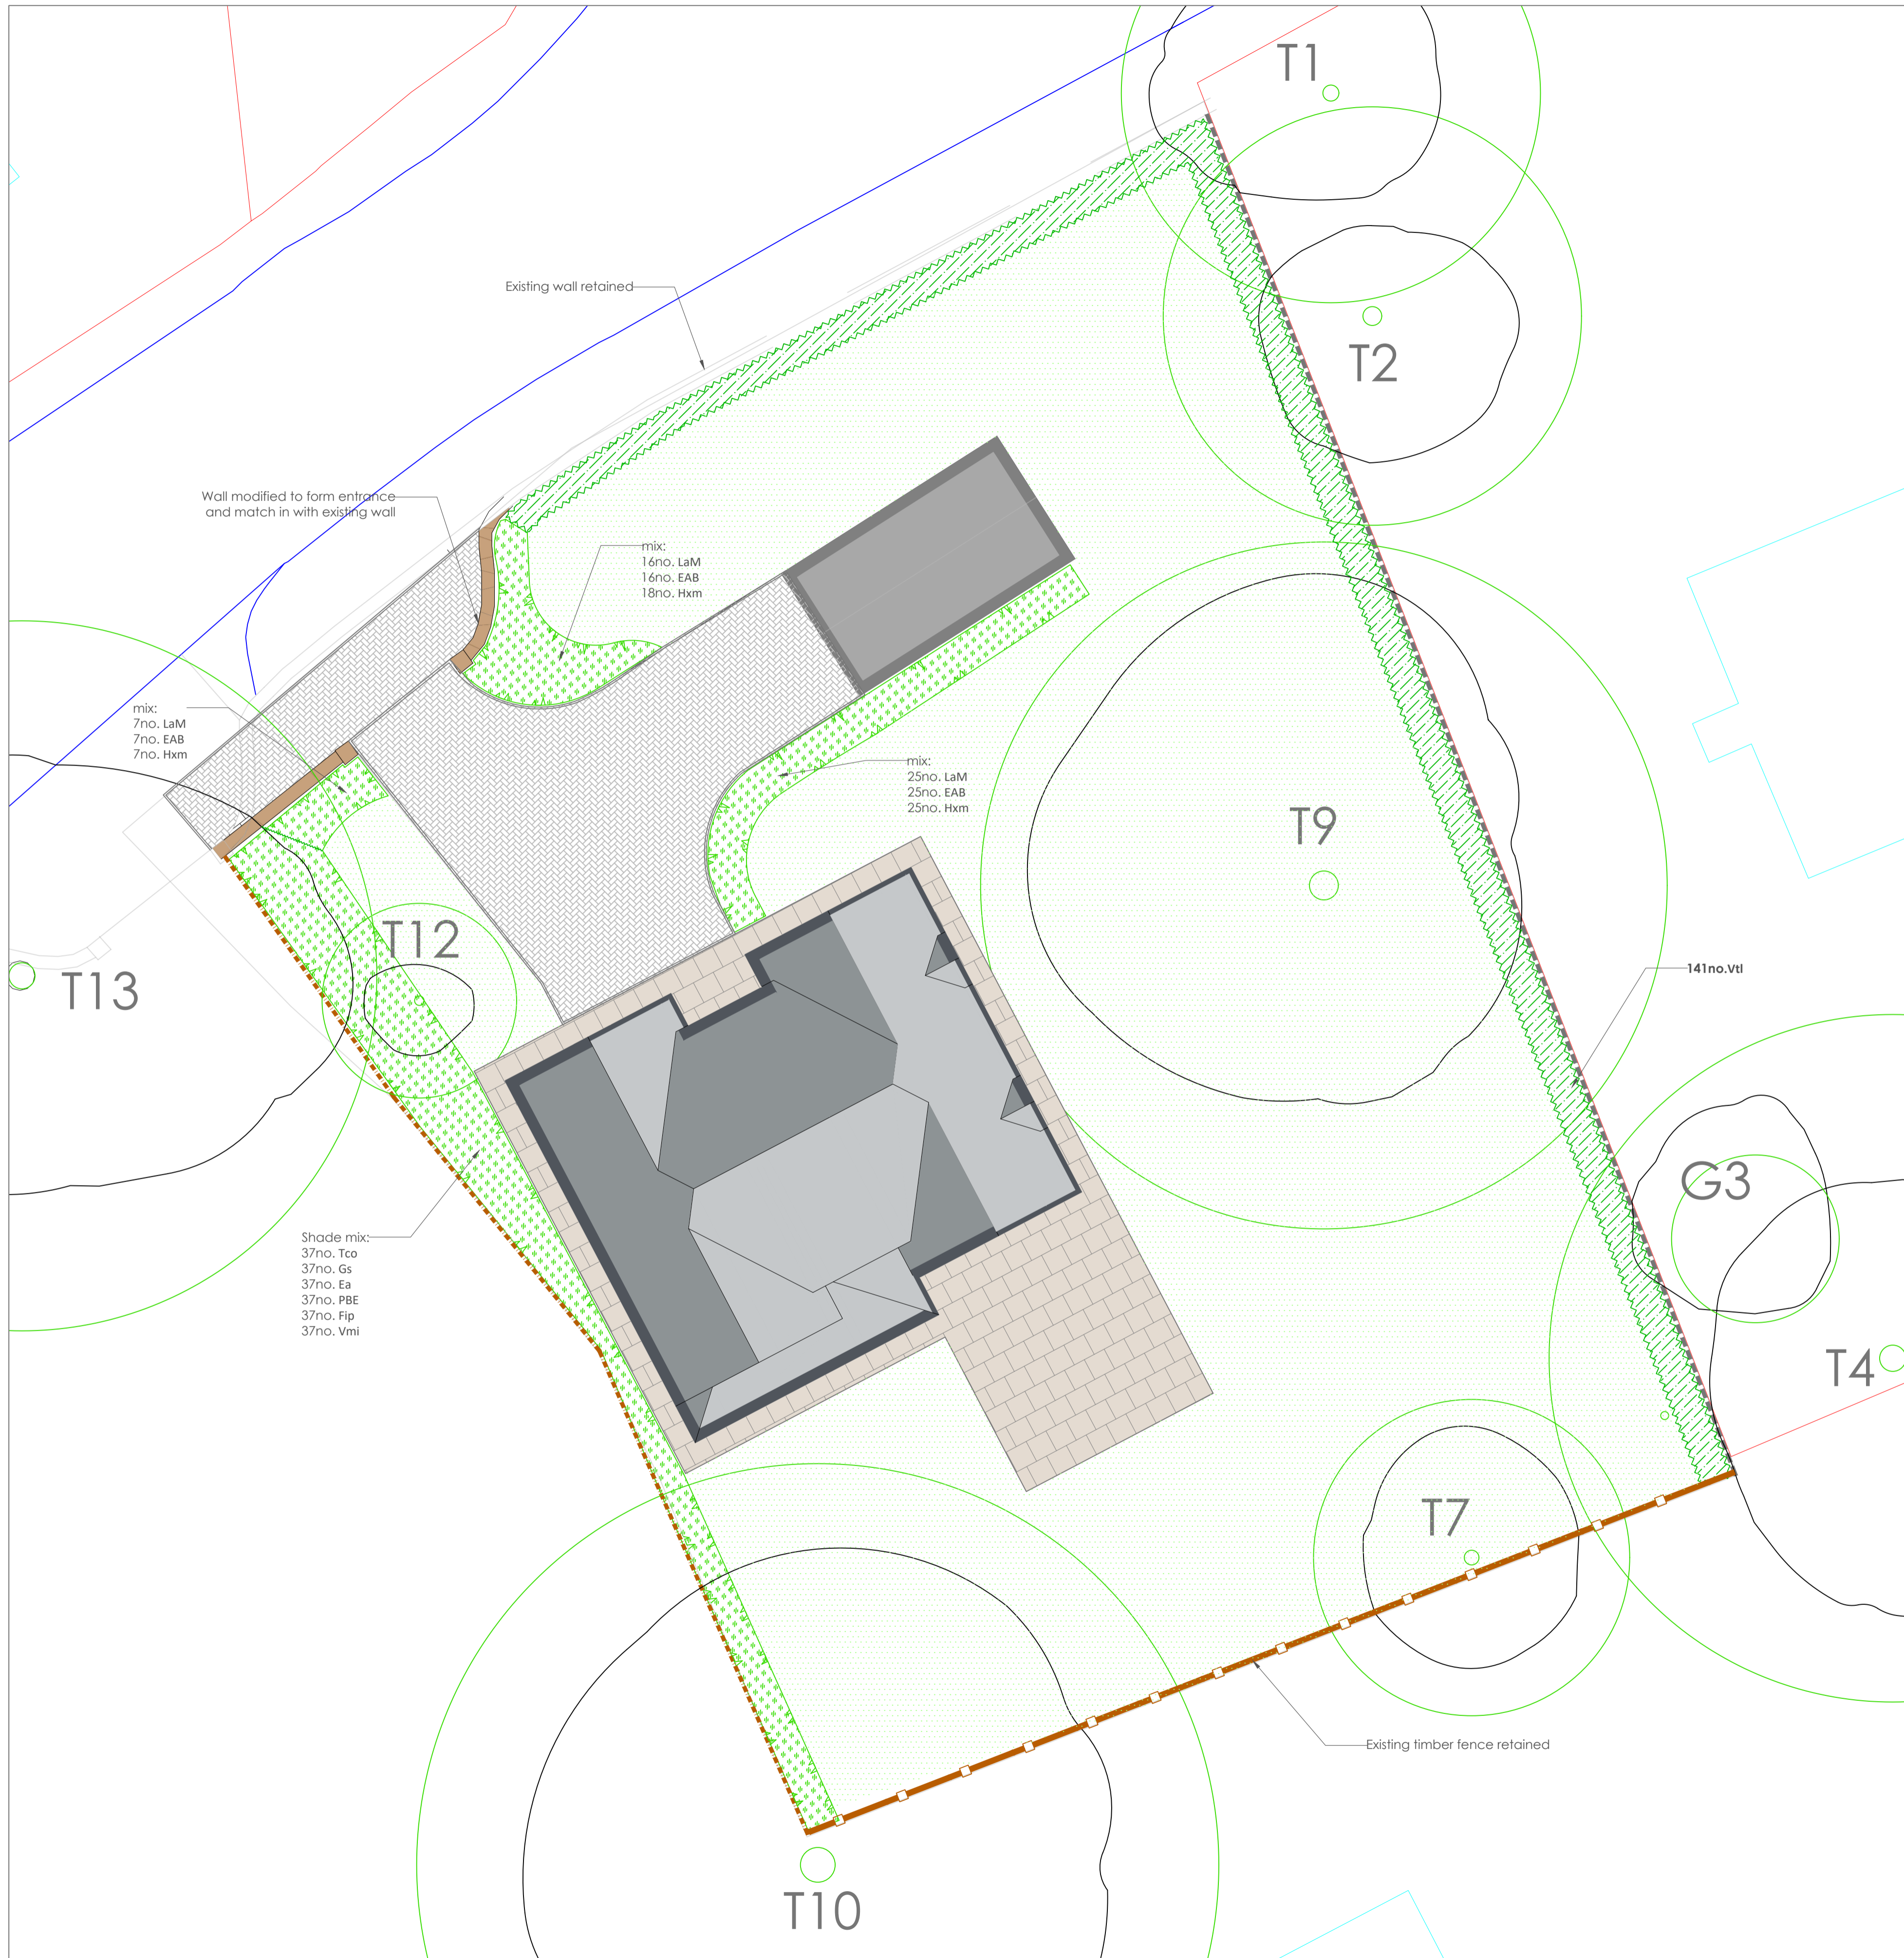 T1
Existing wall retained
T2
Wall modified to form entrance
and match in with existing wall
mix:
16no. LaM
16no. EAB
18no. Hxm
mix:
7no. LaM
7no. EAB
7no. Hxm
mix:
25no. LaM
25no. EAB
25no. Hxm
T9
T12
T13
141no.Vtl
G3
Shade mix:
37no. Tco
37no. Gs
37no. Ea
37no. PBE
37no. Fip
37no. Vmi
T4
T7
Existing timber fence retained
T10